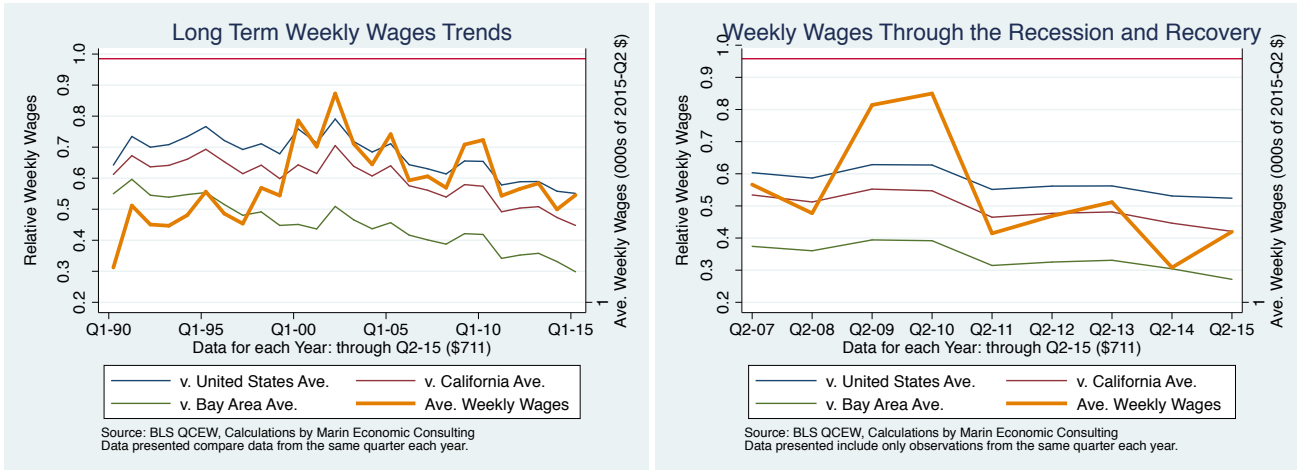 Long Term Weekly Wages Trends
Relative Weekly Wages
1.0
0.9
0.8
0.7
0.6
0.5
0.4
0.3
0.2
Ave. Weekly Wages (000s of 2015-Q2 $)
1
Q1-90 Q1-95 Q1-00 Q1-05 Q1-10 Q1-15
Data for each Year: through Q2-15 ($711)
v. United States Ave. v. California Ave.
v. Bay Area Ave. Ave. Weekly Wages
Source: BLS QCEW, Calculations by Marin Economic Consulting
Data presented compare data from the same quarter each year.
Weekly Wages Through the Recession and Recovery
Relative Weekly Wages
1.0
0.9
0.8
0.7
0.6
0.5
0.4
0.3
0.2
Ave. Weekly Wages (000s of 2015-Q2 $)
1
Q2-07 Q2-08 Q2-09 Q2-10 Q2-11 Q2-12 Q2-13 Q2-14 Q2-15
Data for each Year: through Q2-15 ($711)
v. United States Ave. v. California Ave.
v. Bay Area Ave. Ave. Weekly Wages
Source: BLS QCEW, Calculations by Marin Economic Consulting
Data presented include only observations from the same quarter each year.